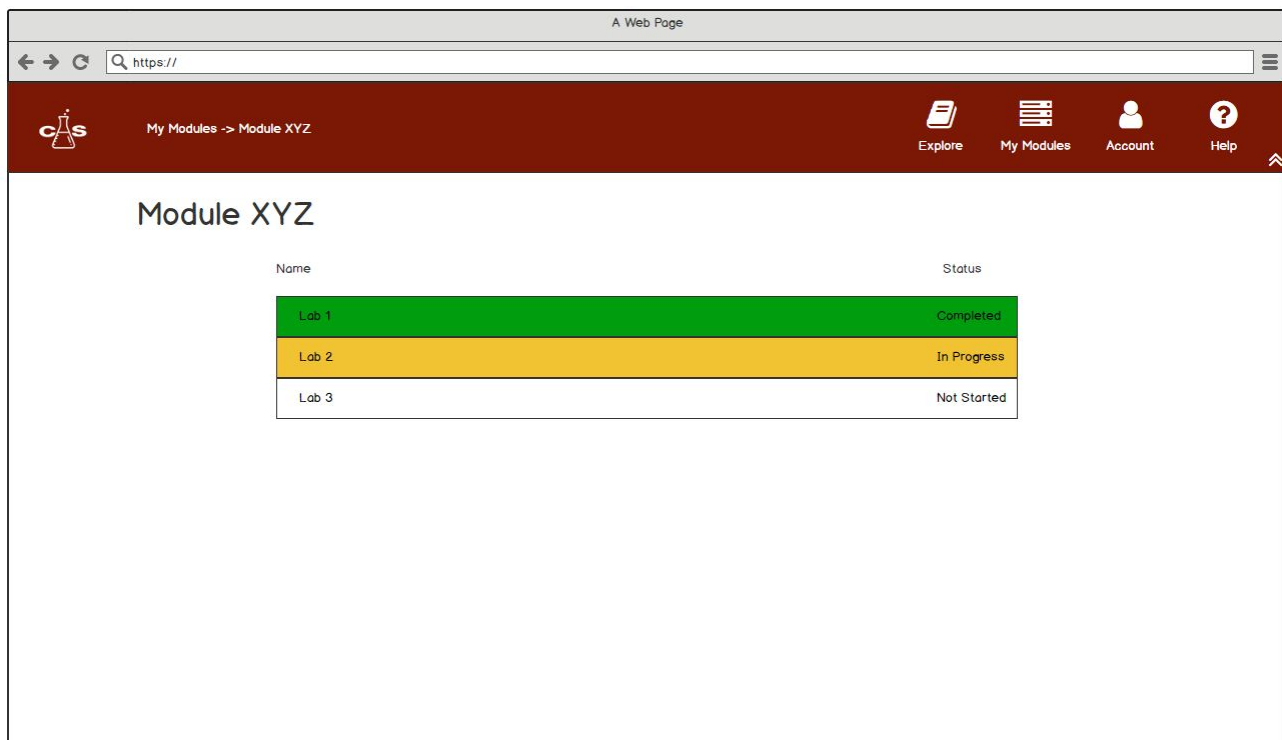 A Web Page
https://
CAS
My Modules -> Module XYZ
Explore
My Modules
Account
Help
Module XYZ
Name Status
Lab 1 Completed
Lab 2 In Progress
Lab 3 Not Started